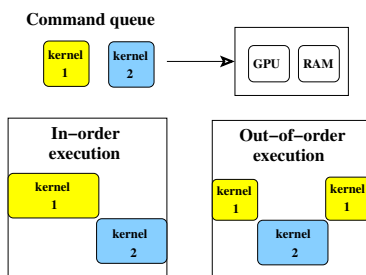 Command queue
kernel
1
kernel
2
GPU
RAM
In-order
execution
kernel
1
kernel
2
Out-of-order
execution
kernel
1
kernel
2
kernel
1